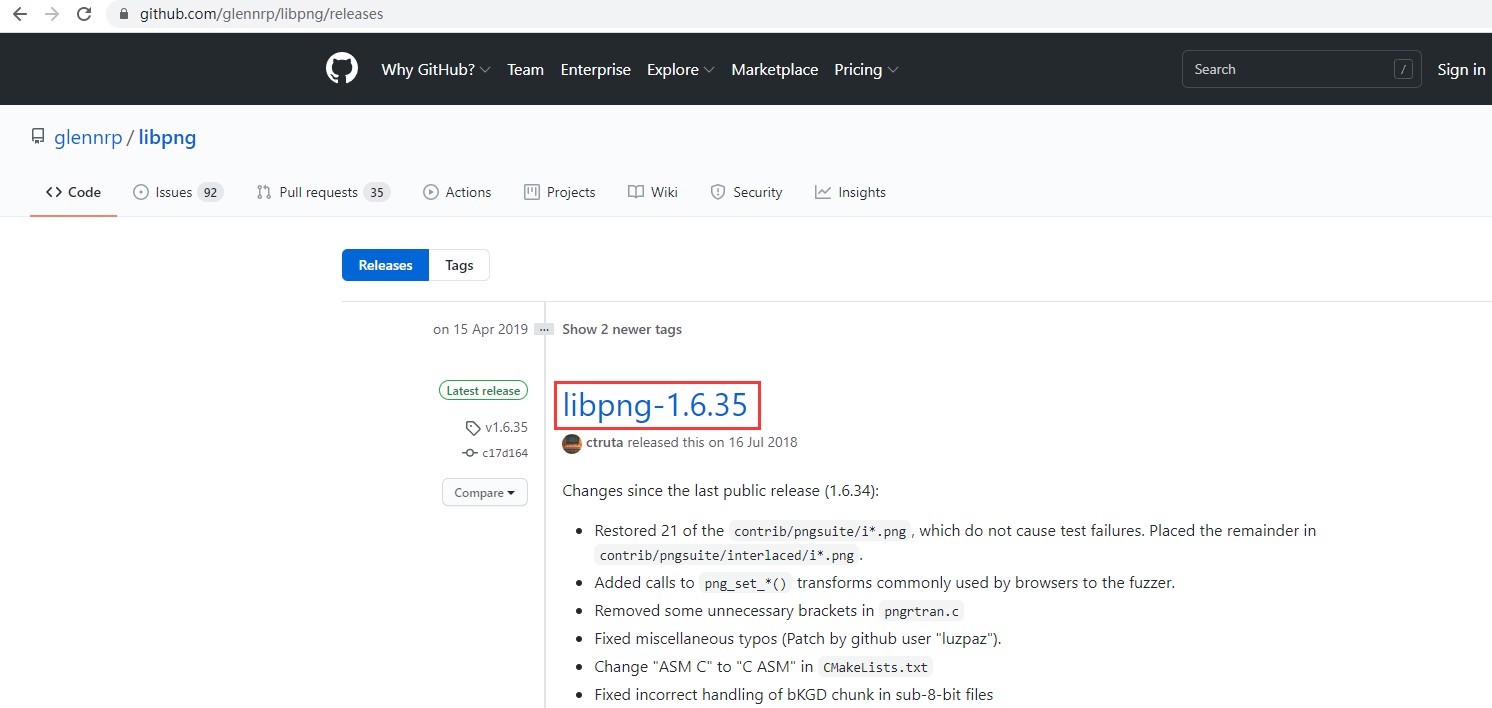 github.com/glennrp/libpng/releases
Why GitHub? Team Enterprise Explore Marketplace Pricing Search / Sign in
glennrp / libpng
Code Issues 92 Pull requests 35 Actions Projects Wiki Security Insights
Releases Tags
on 15 Apr 2019 ... Show 2 newer tags
Latest release
libpng-1.6.35
v1.6.35
ctruta released this on 16 Jul 2018
c17d164
Compare
Changes since the last public release (1.6.34):
• Restored 21 of the contrib/pngsuite/i*.png , which do not cause test failures. Placed the remainder in
contrib/pngsuite/interlaced/i*.png .
• Added calls to png_set_*() transforms commonly used by browsers to the fuzzer.
• Removed some unnecessary brackets in pngrtran.c
• Fixed miscellaneous typos (Patch by github user "luzpaz").
• Change "ASM C" to "C ASM" in CMakeLists.txt
• Fixed incorrect handling of bKGD chunk in sub-8-bit files